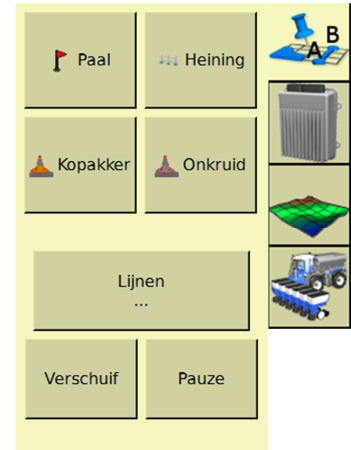 Paal
Heining
Kopakker
Onkruid
Lijnen
...
Verschuif
Pauze
A
B